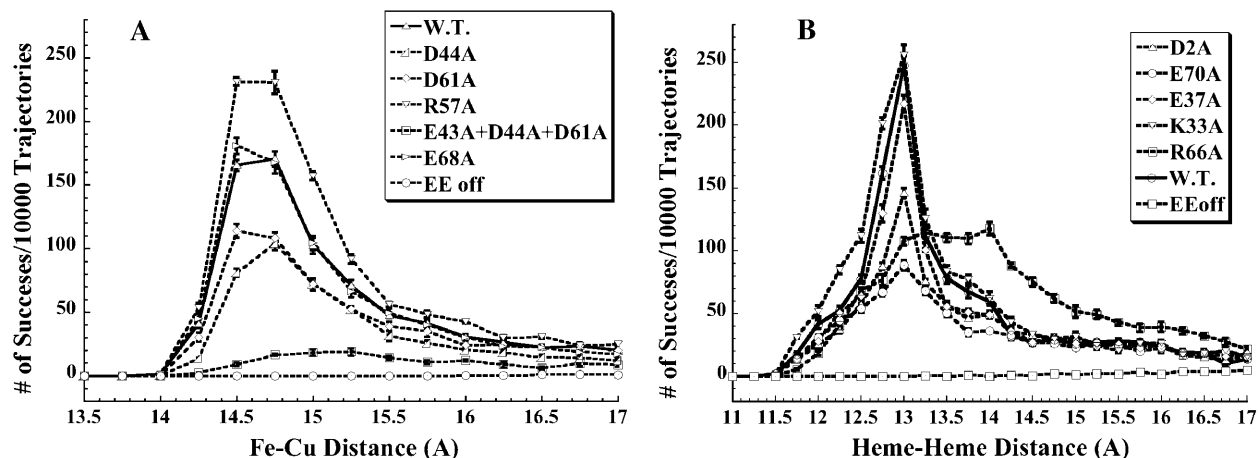 A
# of Succeses/10000 Trajectories
250
200
150
100
50
0
13.5 14 14.5 15 15.5 16 16.5 17
Fe-Cu Distance (A)
W.T.
D44A
D61A
R57A
E43A+D44A+D61A
E68A
EE off
B
# of Succeses/10000 Trajectories
250
200
150
100
50
0
11 11.5 12 12.5 13 13.5 14 14.5 15 15.5 16 16.5 17
Heme-Heme Distance (A)
D2A
E70A
E37A
K33A
R66A
W.T.
EEoff